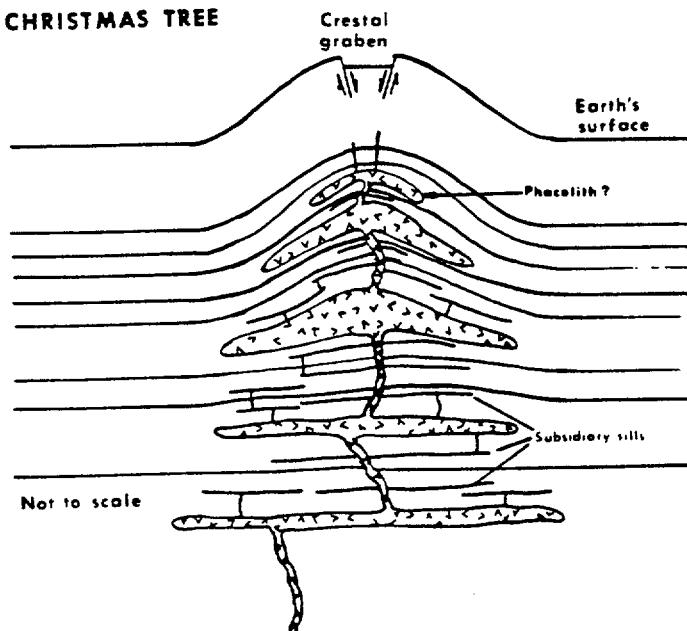 CHRISTMAS TREE
Crestal
graben
Earth's
surface
Phacolith?
Subsidiary sills
Not to scale